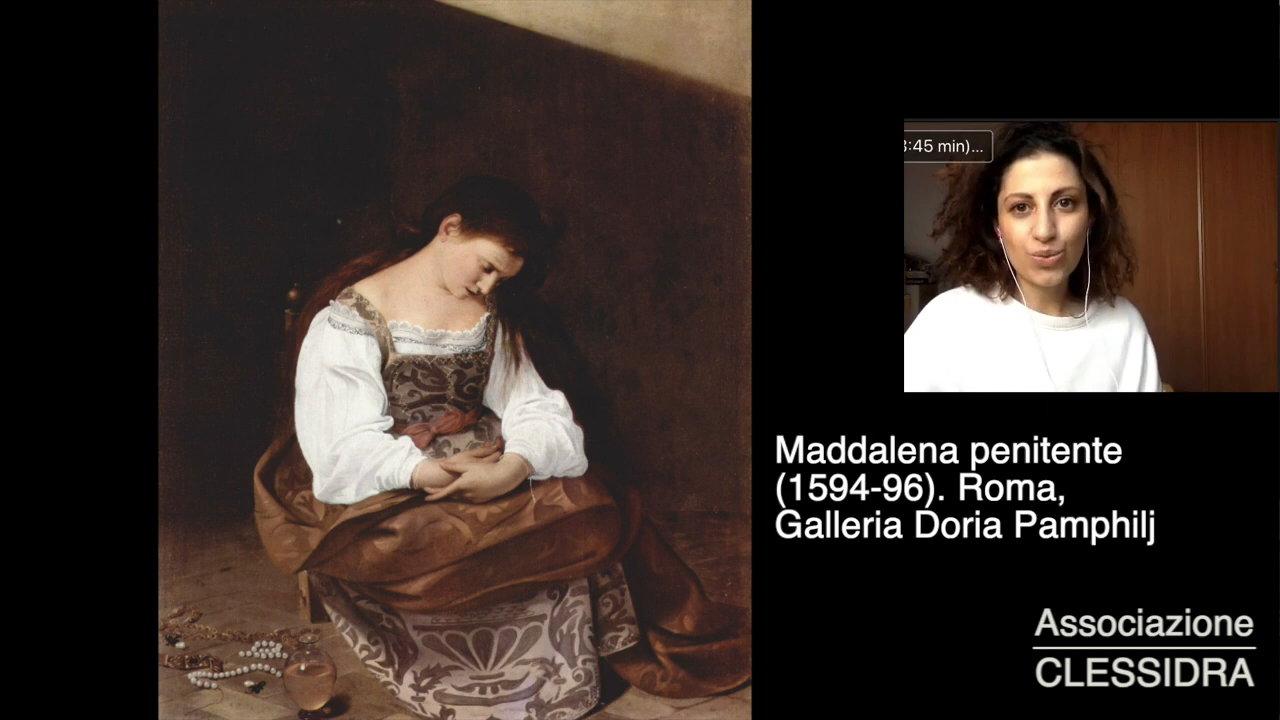 :45 min)...
Maddalena penitente
(1594-96). Roma,
Galleria Doria Pamphilj
Associazione
CLESSIDRA